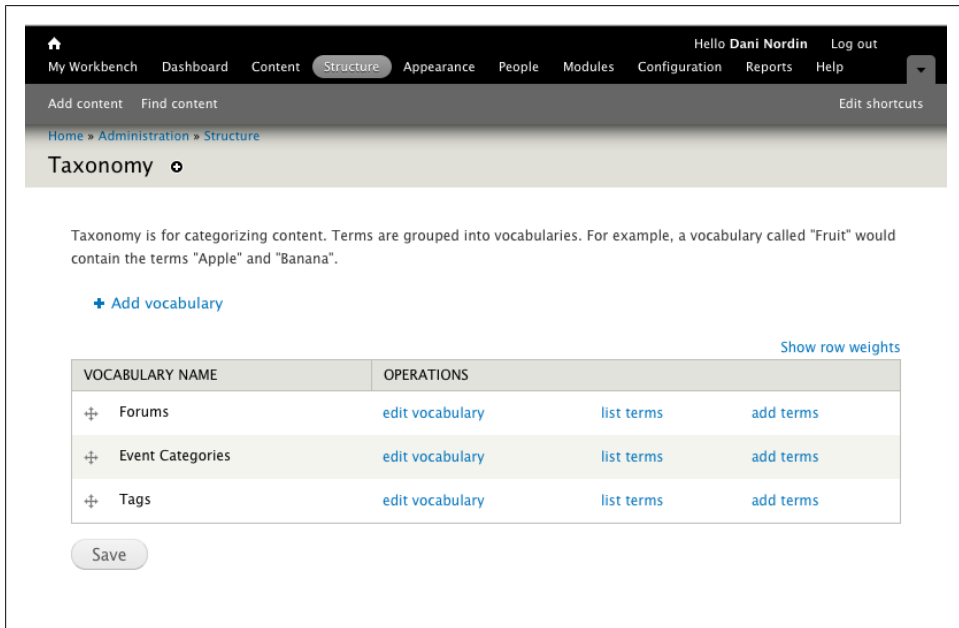 Hello Dani Nordin Log out
My Workbench Dashboard Content Structure Appearance People Modules Configuration Reports Help
Add content Find content Edit shortcuts
Home » Administration » Structure
Taxonomy
Taxonomy is for categorizing content. Terms are grouped into vocabularies. For example, a vocabulary called "Fruit" would
contain the terms "Apple" and "Banana".
+ Add vocabulary
Show row weights
VOCABULARY NAME OPERATIONS
Forums edit vocabulary list terms add terms
Event Categories edit vocabulary list terms add terms
Tags edit vocabulary list terms add terms
Save